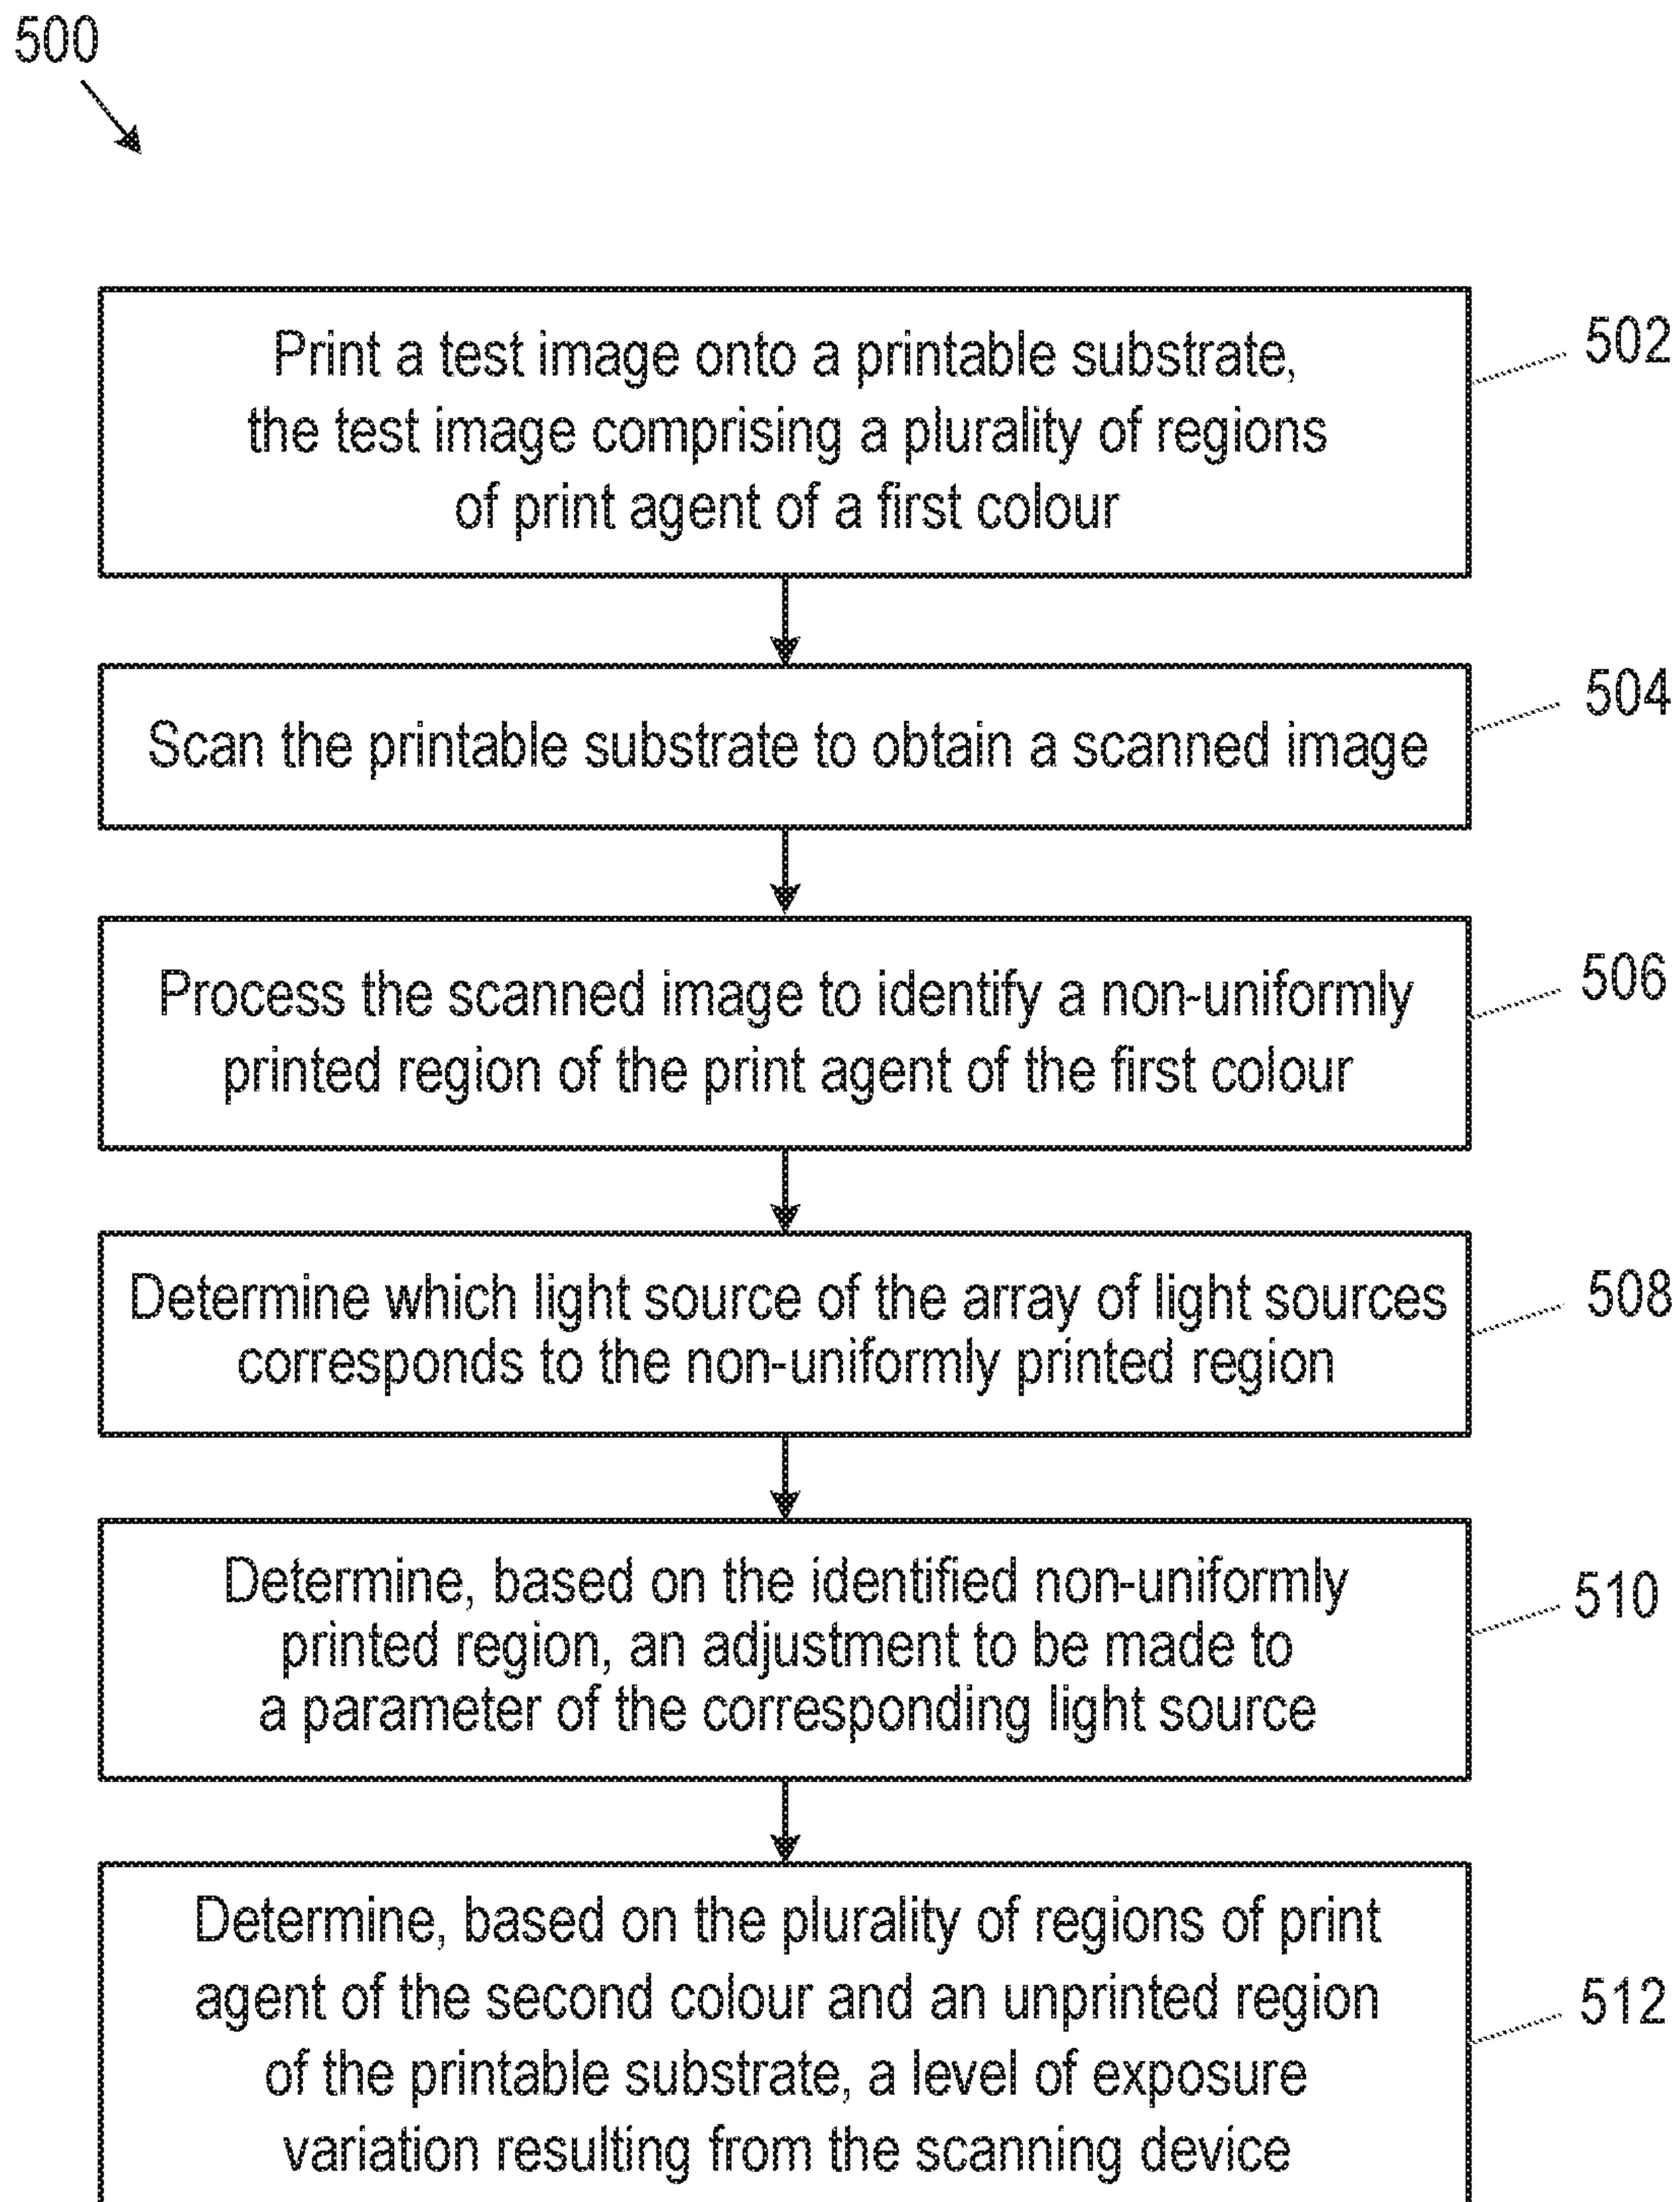 500
Print a test image onto a printable substrate,
the test image comprising a plurality of regions
of print agent of a first colour
502
Scan the printable substrate to obtain a scanned image
504
Process the scanned image to identify a non-uniformly
printed region of the print agent of the first colour
506
Determine which light source of the array of light sources
corresponds to the non-uniformly printed region
508
Determine, based on the identified non-uniformly
printed region, an adjustment to be made to
a parameter of the corresponding light source
510
Determine, based on the plurality of regions of print
agent of the second colour and an unprinted region
of the printable substrate, a level of exposure
variation resulting from the scanning device
512